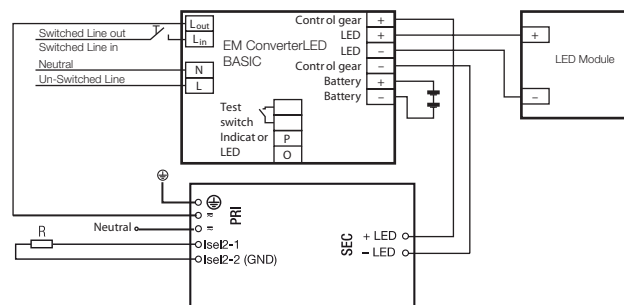 Switched Line out
Switched Line in
Neutral
Un-Switched Line
Lout
Lin
N
L
EM ConverterLED
BASIC
Test
switch
Indicator
LED
P
O
Control gear +
LED +
LED –
Control gear –
Battery +
Battery –
+
–
LED Module
PRI
Neutral
R
Isel2-1
Isel2-2 (GND)
SEC
+ LED
– LED